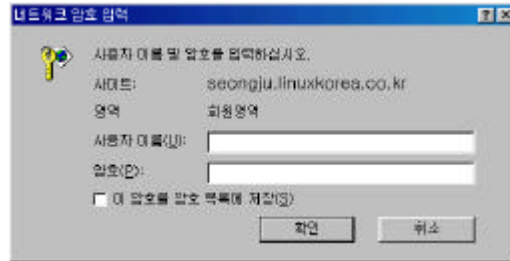 네트워크 암호 입력
사용자 이름 및 암호를 입력하십시오.
사이트: seongju.linuxkorea.co.kr
영역 회원영역
사용자 이름(U):
암호(P):
이 암호를 암호 목록에 저장(S)
확인 취소